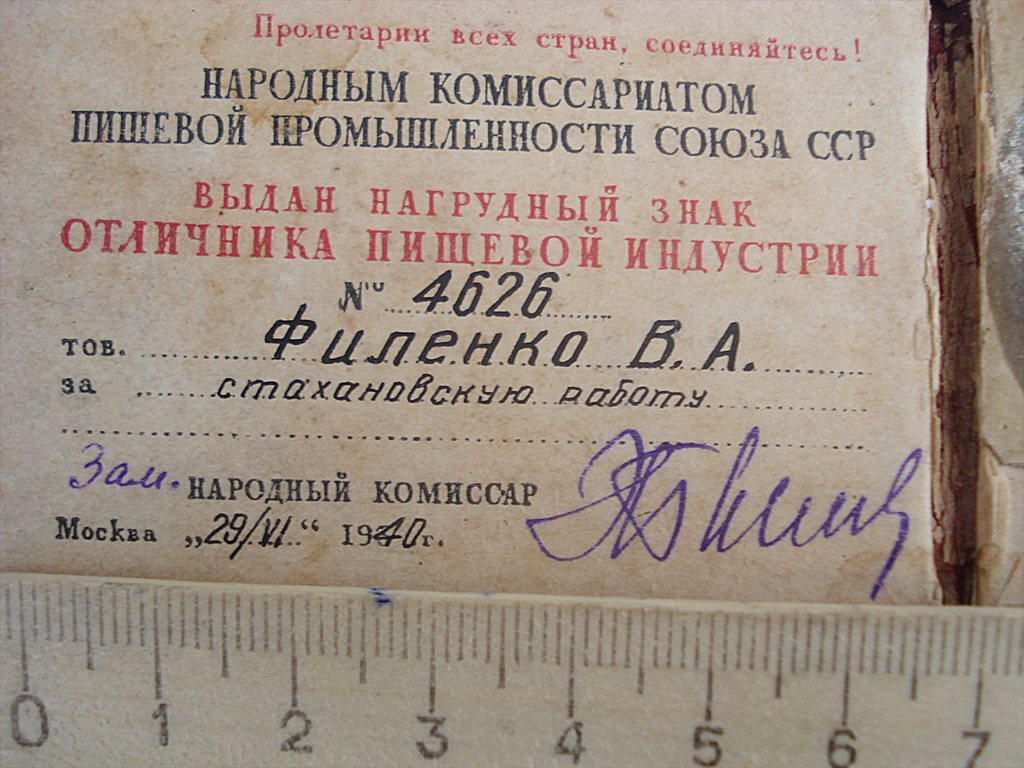 Пролетарии всех стран, соединяйтесь!
НАРОДНЫМ КОМИССАРИАТОМ
ПИЩЕВОЙ ПРОМЫШЛЕННОСТИ СОЮЗА ССР
ВЫДАН НАГРУДНЫЙ ЗНАК
ОТЛИЧНИКА ПИЩЕВОЙ ИНДУСТРИИ
№ 4626
тов. Филенко В. А.
за стахановскую работу
Зам. НАРОДНЫЙ КОМИССАР
Москва „29/VI“ 1940г.
0 1 2 3 4 5 6 7